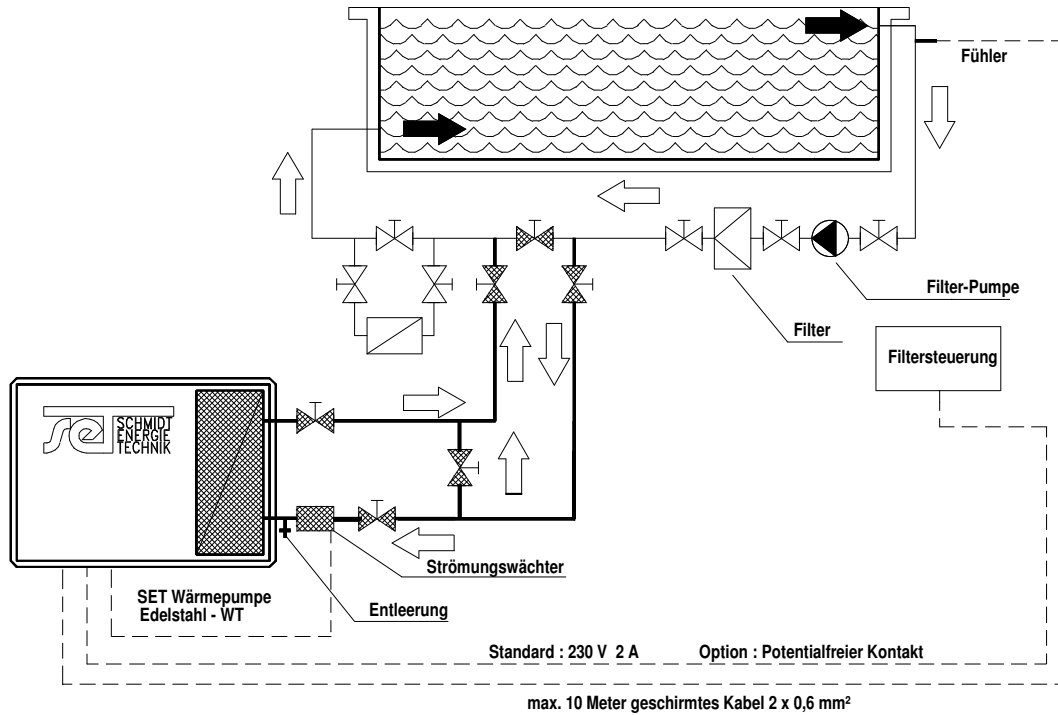 Fühler
Filter-Pumpe
Filter
Filtersteuerung
SCHMIDT
ENERGIE
TECHNIK
Strömungswächter
SET Wärmepumpe
Edelstahl - WT
Entleerung
Standard : 230 V 2 A Option : Potentialfreier Kontakt
max. 10 Meter geschirmtes Kabel 2 x 0,6 mm²